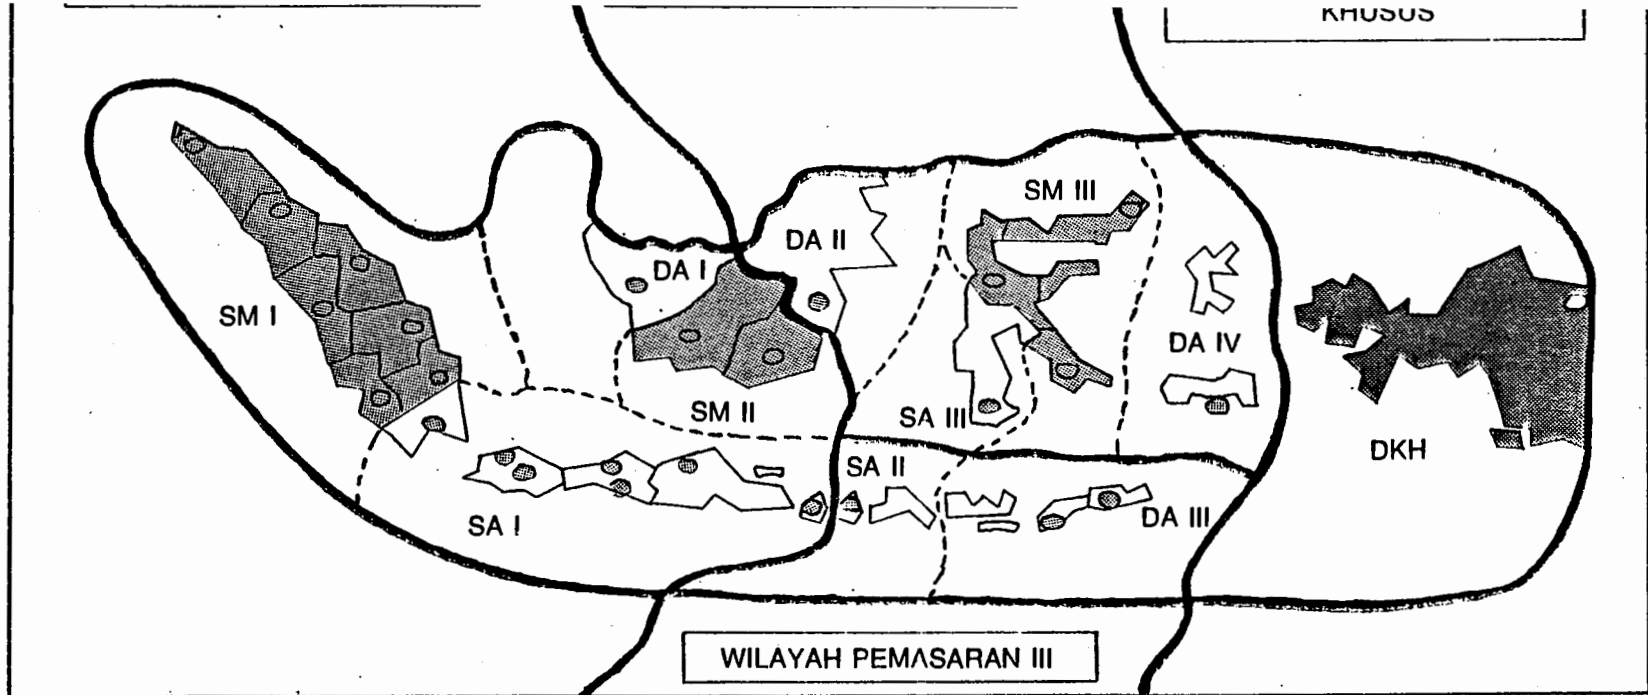 KHUSUS
SM III
DA II
DA I
SM I
DA IV
SM II
SA III
DKH
SA II
SA I
DA III
WILAYAH PEMASARAN III